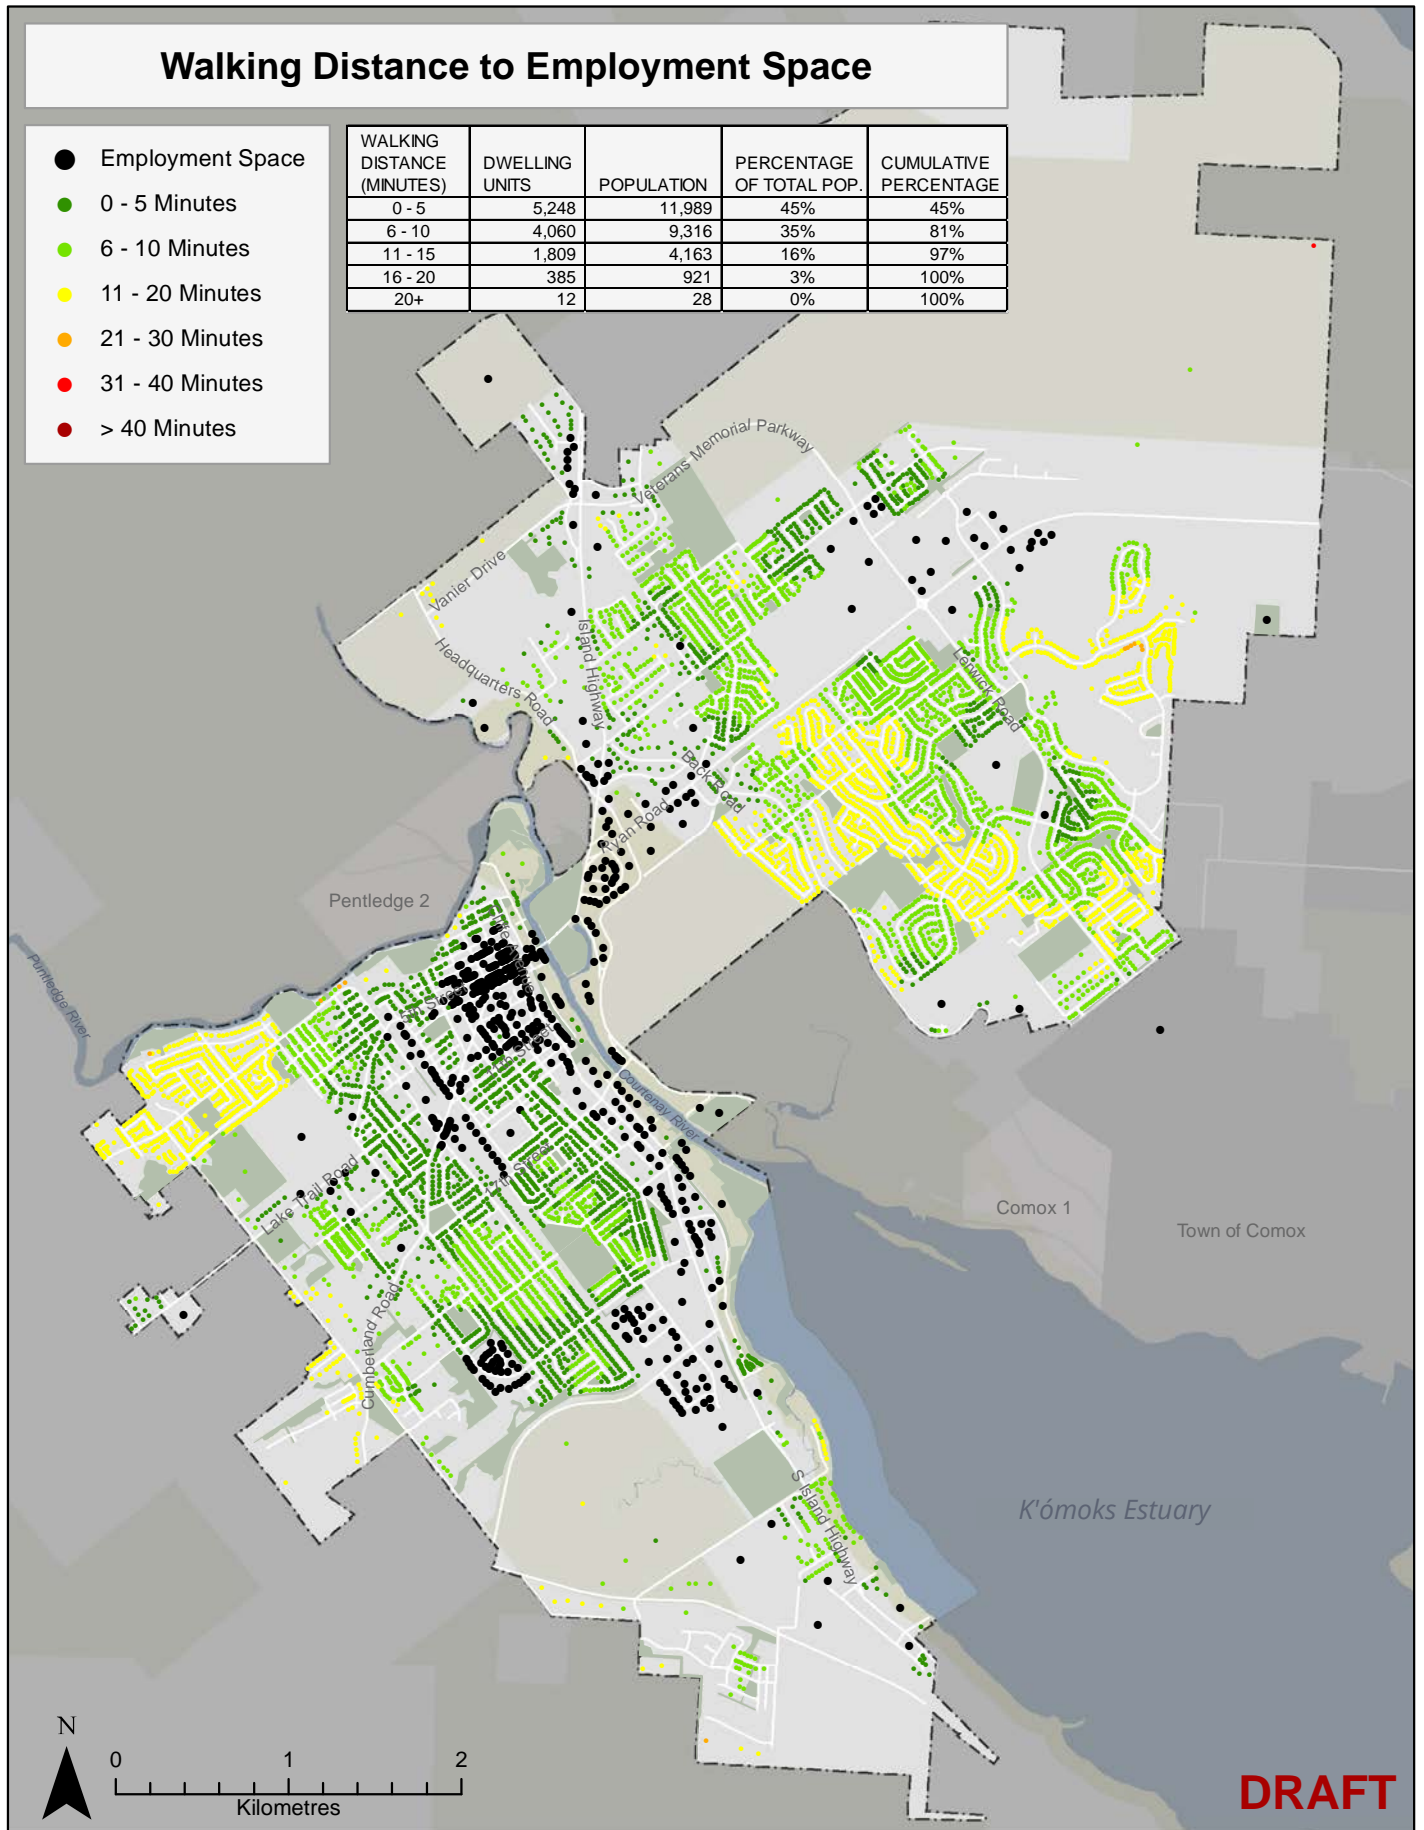 Walking Distance to Employment Space
Employment Space
0 - 5 Minutes
6 - 10 Minutes
11 - 20 Minutes
21 - 30 Minutes
31 - 40 Minutes
> 40 Minutes
WALKING DISTANCE (MINUTES) DWELLING UNITS POPULATION PERCENTAGE OF TOTAL POP. CUMULATIVE PERCENTAGE
0 - 5 5,248 11,989 45% 45%
6 - 10 4,060 9,316 35% 81%
11 - 15 1,809 4,163 16% 97%
16 - 20 385 921 3% 100%
20+ 12 28 0% 100%
Veterans Memorial Parkway
Vanier Drive
Island Highway
Headquarters Road
Lerwick Road
Back Road
Ryan Road
Pentledge 2
Puntledge River
5th Street
Courtenay River
17th Street
Lake Trail Road
Comox 1
Town of Comox
Cumberland Road
S Island Highway
K'ómoks Estuary
N
0 1 2
Kilometres
DRAFT